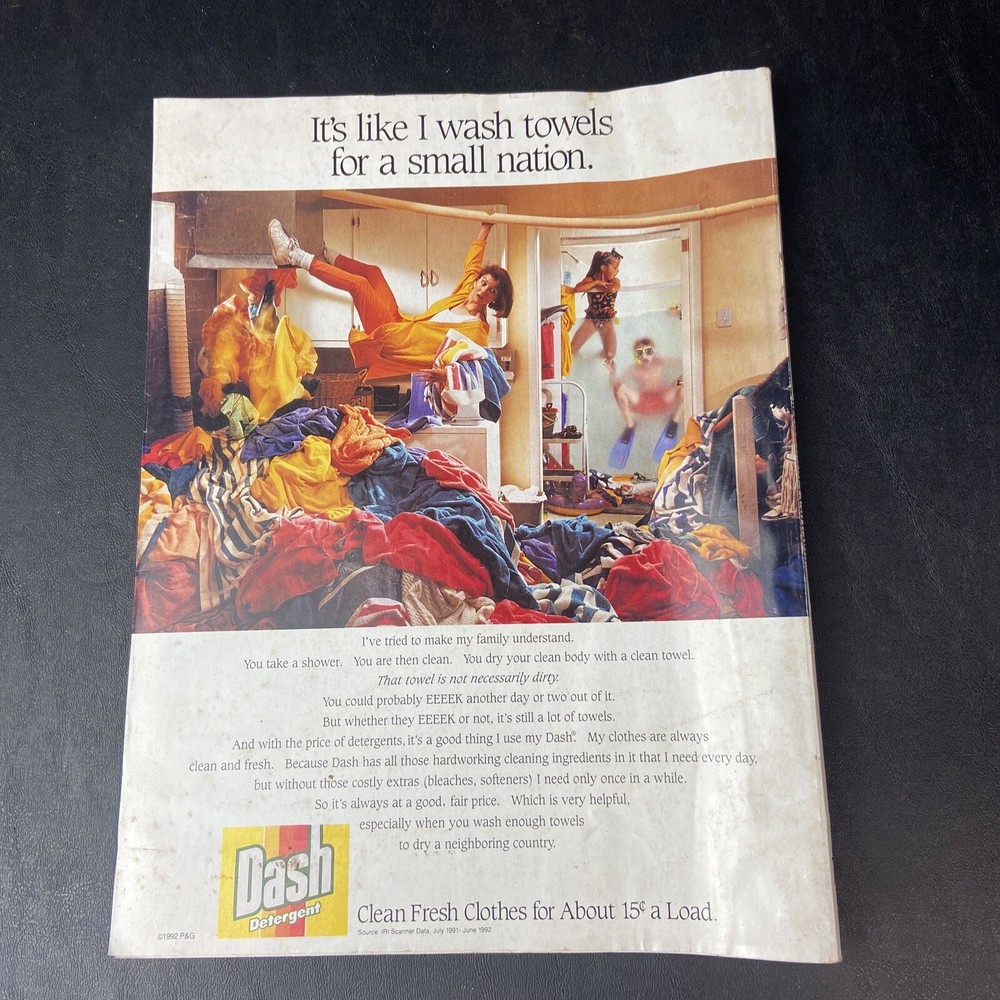 It's like I wash towels
for a small nation.
I've tried to make my family understand.
You take a shower. You are then clean. You dry your clean body with a clean towel.
That towel is not necessarily dirty.
You could probably EEEEK another day or two out of it.
But whether they EEEEK or not, it's still a lot of towels.
And with the price of detergents, it's a good thing I use my Dash®. My clothes are always
clean and fresh. Because Dash has all those hardworking cleaning ingredients in it that I need every day,
but without those costly extras (bleaches, softeners) I need only once in a while.
So it's always at a good, fair price. Which is very helpful,
especially when you wash enough towels
to dry a neighboring country.
Dash
Detergent
Clean Fresh Clothes for About 15¢ a Load.
Source: IRI Scanner Data, July 1991- June 1992
©1992 P&G